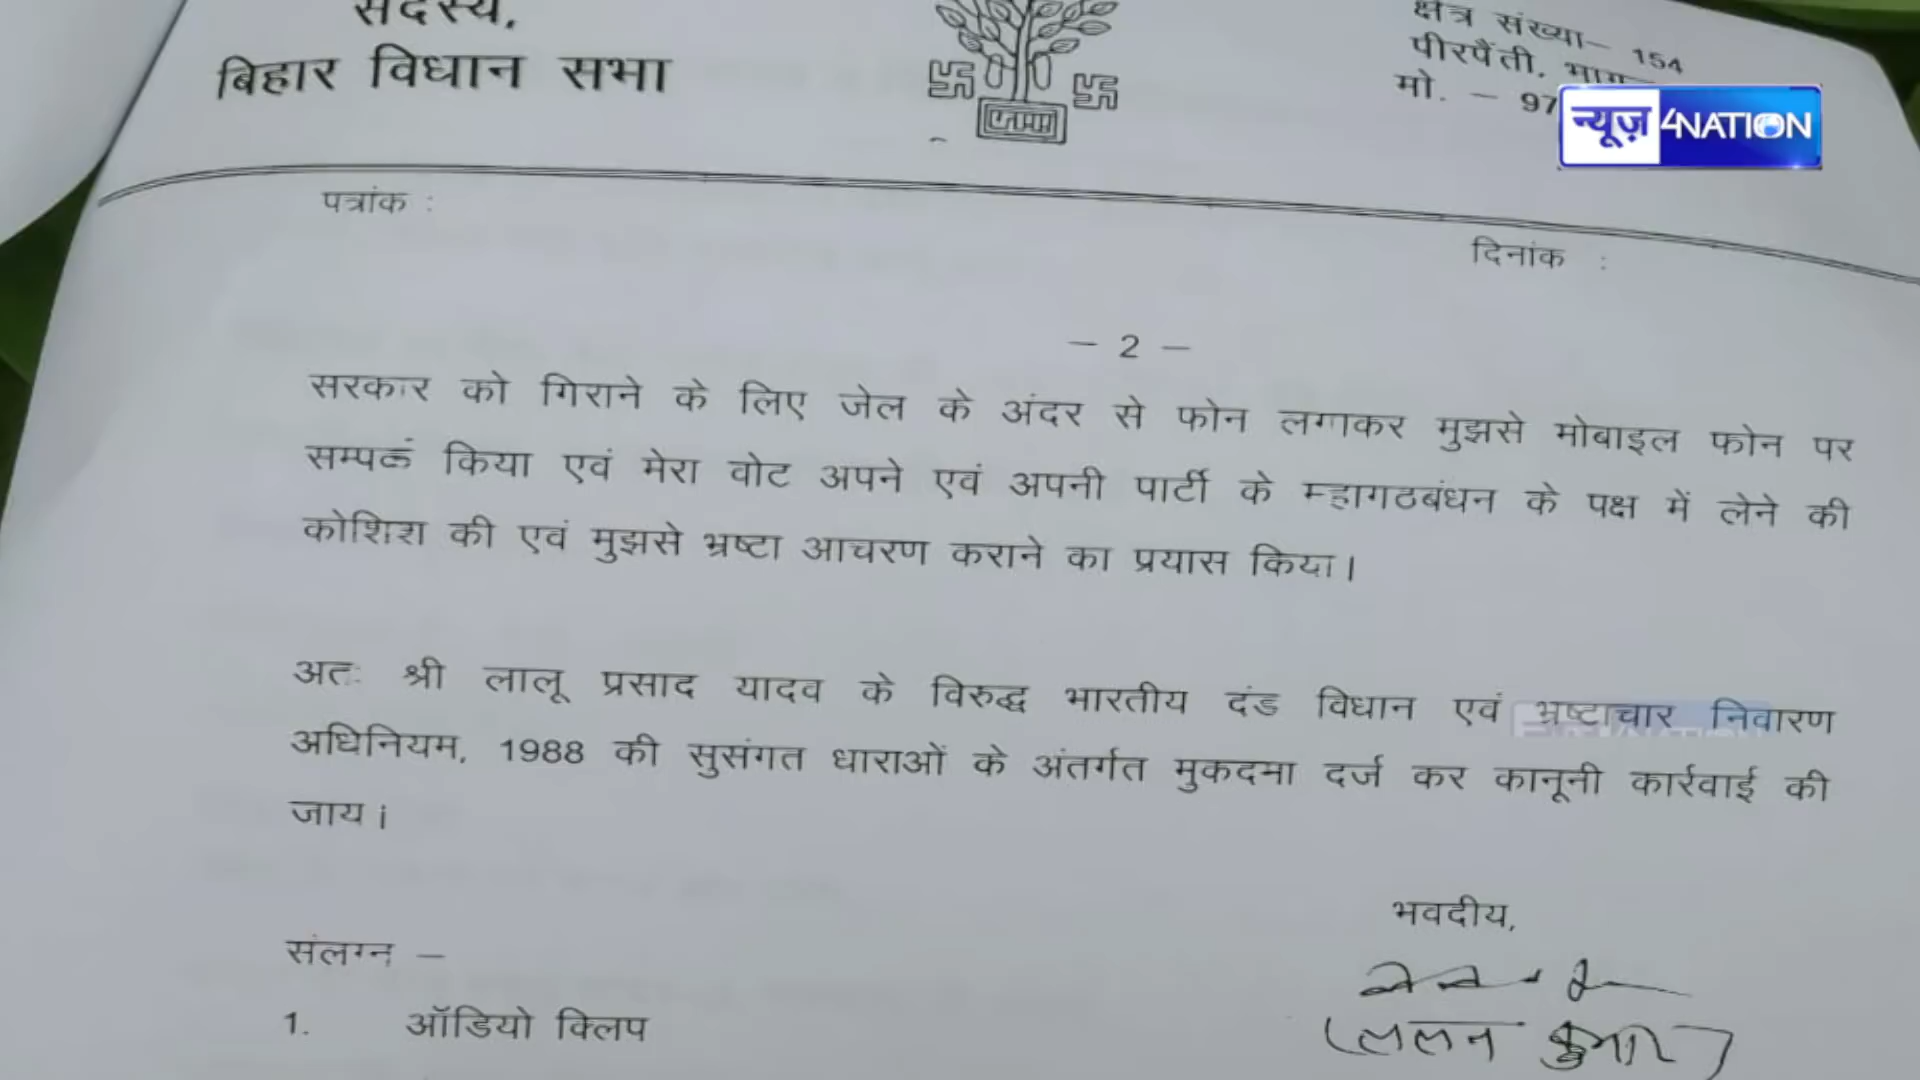 सदस्य,
बिहार विधान सभा
क्षेत्र संख्या– 154
पीरपैंती, भाग
मो. – 97
न्यूज़ 4NATION
पत्रांक :
दिनांक :
– 2 –
सरकार को गिराने के लिए जेल के अंदर से फोन लगाकर मुझसे मोबाइल फोन पर
सम्पर्क किया एवं मेरा वोट अपने एवं अपनी पार्टी के म्हागठबंधन के पक्ष में लेने की
कोशिश की एवं मुझसे भ्रष्टा आचरण कराने का प्रयास किया।
अतः श्री लालू प्रसाद यादव के विरुद्ध भारतीय दंड विधान एवं भ्रष्टाचार निवारण
अधिनियम, 1988 की सुसंगत धाराओं के अंतर्गत मुकदमा दर्ज कर कानूनी कार्रवाई की
जाय।
भवदीय,
संलग्न –
1. ऑडियो क्लिप
(ललन कुमार)